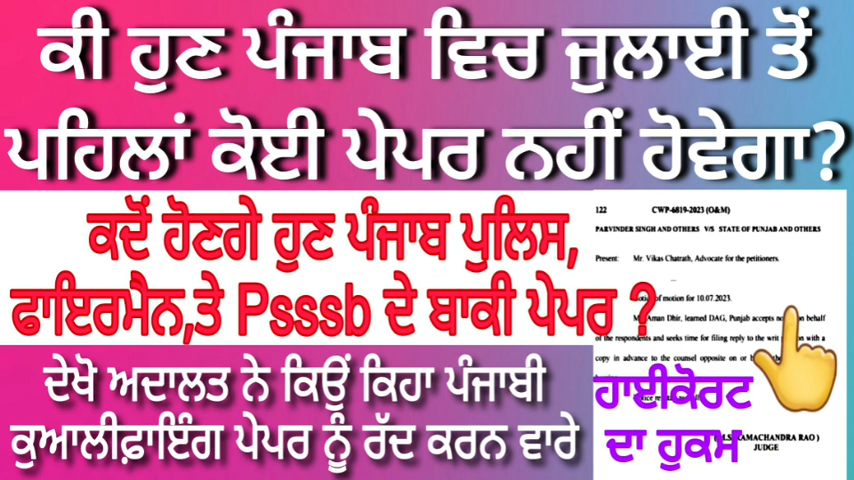 ਕੀ ਹੁਣ ਪੰਜਾਬ ਵਿਚ ਜੁਲਾਈ ਤੋਂ
ਪਹਿਲਾਂ ਕੋਈ ਪੇਪਰ ਨਹੀਂ ਹੋਵੇਗਾ?
ਕਦੋਂ ਹੋਣਗੇ ਹੁਣ ਪੰਜਾਬ ਪੁਲਿਸ,
ਫਾਇਰਮੈਨ,ਤੇ Psssb ਦੇ ਬਾਕੀ ਪੇਪਰ ?
ਦੇਖੋ ਅਦਾਲਤ ਨੇ ਕਿਉਂ ਕਿਹਾ ਪੰਜਾਬੀ
ਕੁਆਲੀਫ਼ਾਇੰਗ ਪੇਪਰ ਨੂੰ ਰੱਦ ਕਰਨ ਵਾਰੇ
122 CWP-6819-2023 (O&M)
PARVINDER SINGH AND OTHERS V/S STATE OF PUNJAB AND OTHERS
Present: Mr. Vikas Chatrath, Advocate for the petitioners.
of motion for 10.07.2023.
Aman Dhir, learned DAG, Punjab accepts on behalf
of the respondents and seeks time for filing reply to the writ with a
copy in advance to the counsel opposite on or
ਹਾਈਕੋਰਟ
ਦਾ ਹੁਕਮ
RAMACHANDRA RAO )
JUDGE